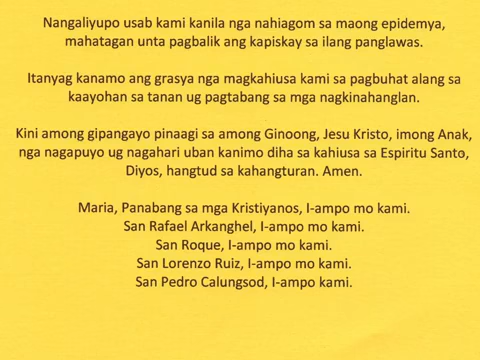 Nangaliyupo usab kami kanila nga nahiagom sa maong epidemya,
mahatagan unta pagbalik ang kapiskay sa ilang panglawas.
Itanyag kanamo ang grasya nga magkahiusa kami sa pagbuhat alang sa
kaayohan sa tanan ug pagtabang sa mga nagkinahanglan.
Kini among gipangayo pinaagi sa among Ginoong, Jesu Kristo, imong Anak,
nga nagapuyo ug nagahari uban kanimo diha sa kahiusa sa Espiritu Santo,
Diyos, hangtud sa kahangturan. Amen.
Maria, Panabang sa mga Kristiyanos, I-ampo mo kami.
San Rafael Arkanghel, I-ampo mo kami.
San Roque, I-ampo mo kami.
San Lorenzo Ruiz, I-ampo mo kami.
San Pedro Calungsod, I-ampo kami.